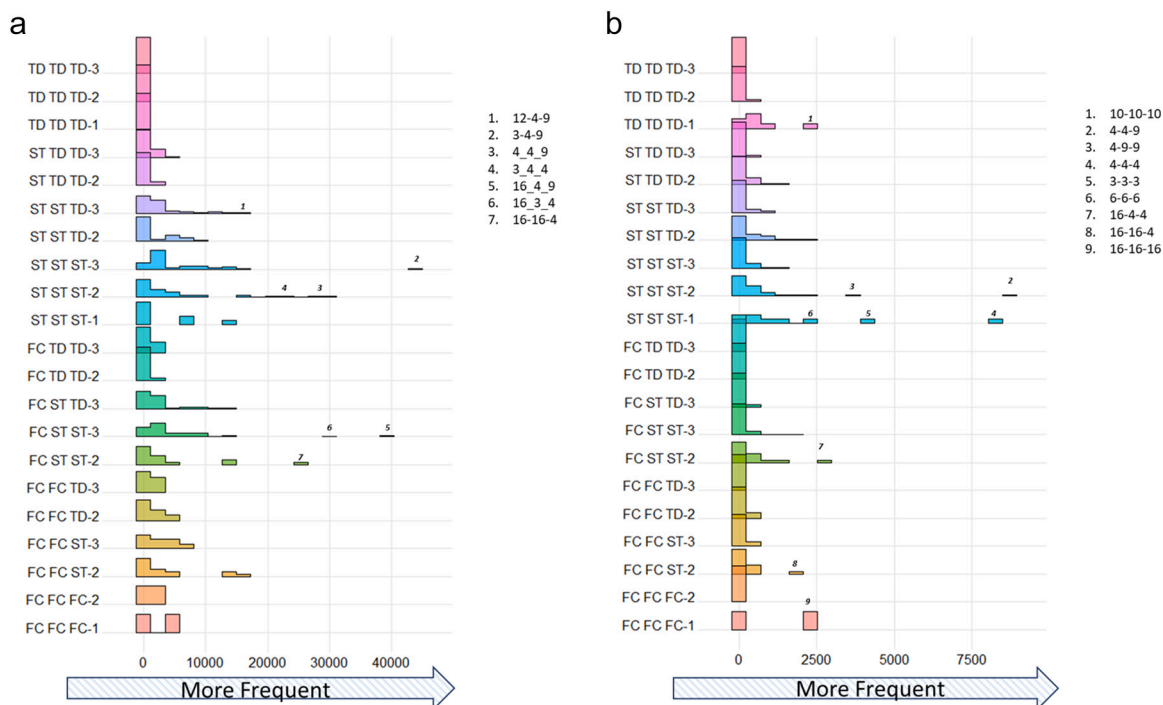 a
TD TD TD-3
TD TD TD-2
TD TD TD-1
ST TD TD-3
ST TD TD-2
ST ST TD-3
ST ST TD-2
ST ST ST-3
ST ST ST-2
ST ST ST-1
FC TD TD-3
FC TD TD-2
FC ST TD-3
FC ST ST-3
FC ST ST-2
FC FC TD-3
FC FC TD-2
FC FC ST-3
FC FC ST-2
FC FC FC-2
FC FC FC-1
1
2
4 3
6 5
7
0 10000 20000 30000 40000
More Frequent
1. 12-4-9
2. 3-4-9
3. 4_4_9
4. 3_4_4
5. 16_4_9
6. 16_3_4
7. 16-16-4
b
TD TD TD-3
TD TD TD-2
TD TD TD-1
ST TD TD-3
ST TD TD-2
ST ST TD-3
ST ST TD-2
ST ST ST-3
ST ST ST-2
ST ST ST-1
FC TD TD-3
FC TD TD-2
FC ST TD-3
FC ST ST-3
FC ST ST-2
FC FC TD-3
FC FC TD-2
FC FC ST-3
FC FC ST-2
FC FC FC-2
FC FC FC-1
1
3 2
6 5 4
7
8
9
0 2500 5000 7500
More Frequent
1. 10-10-10
2. 4-4-9
3. 4-9-9
4. 4-4-4
5. 3-3-3
6. 6-6-6
7. 16-4-4
8. 16-16-4
9. 16-16-16